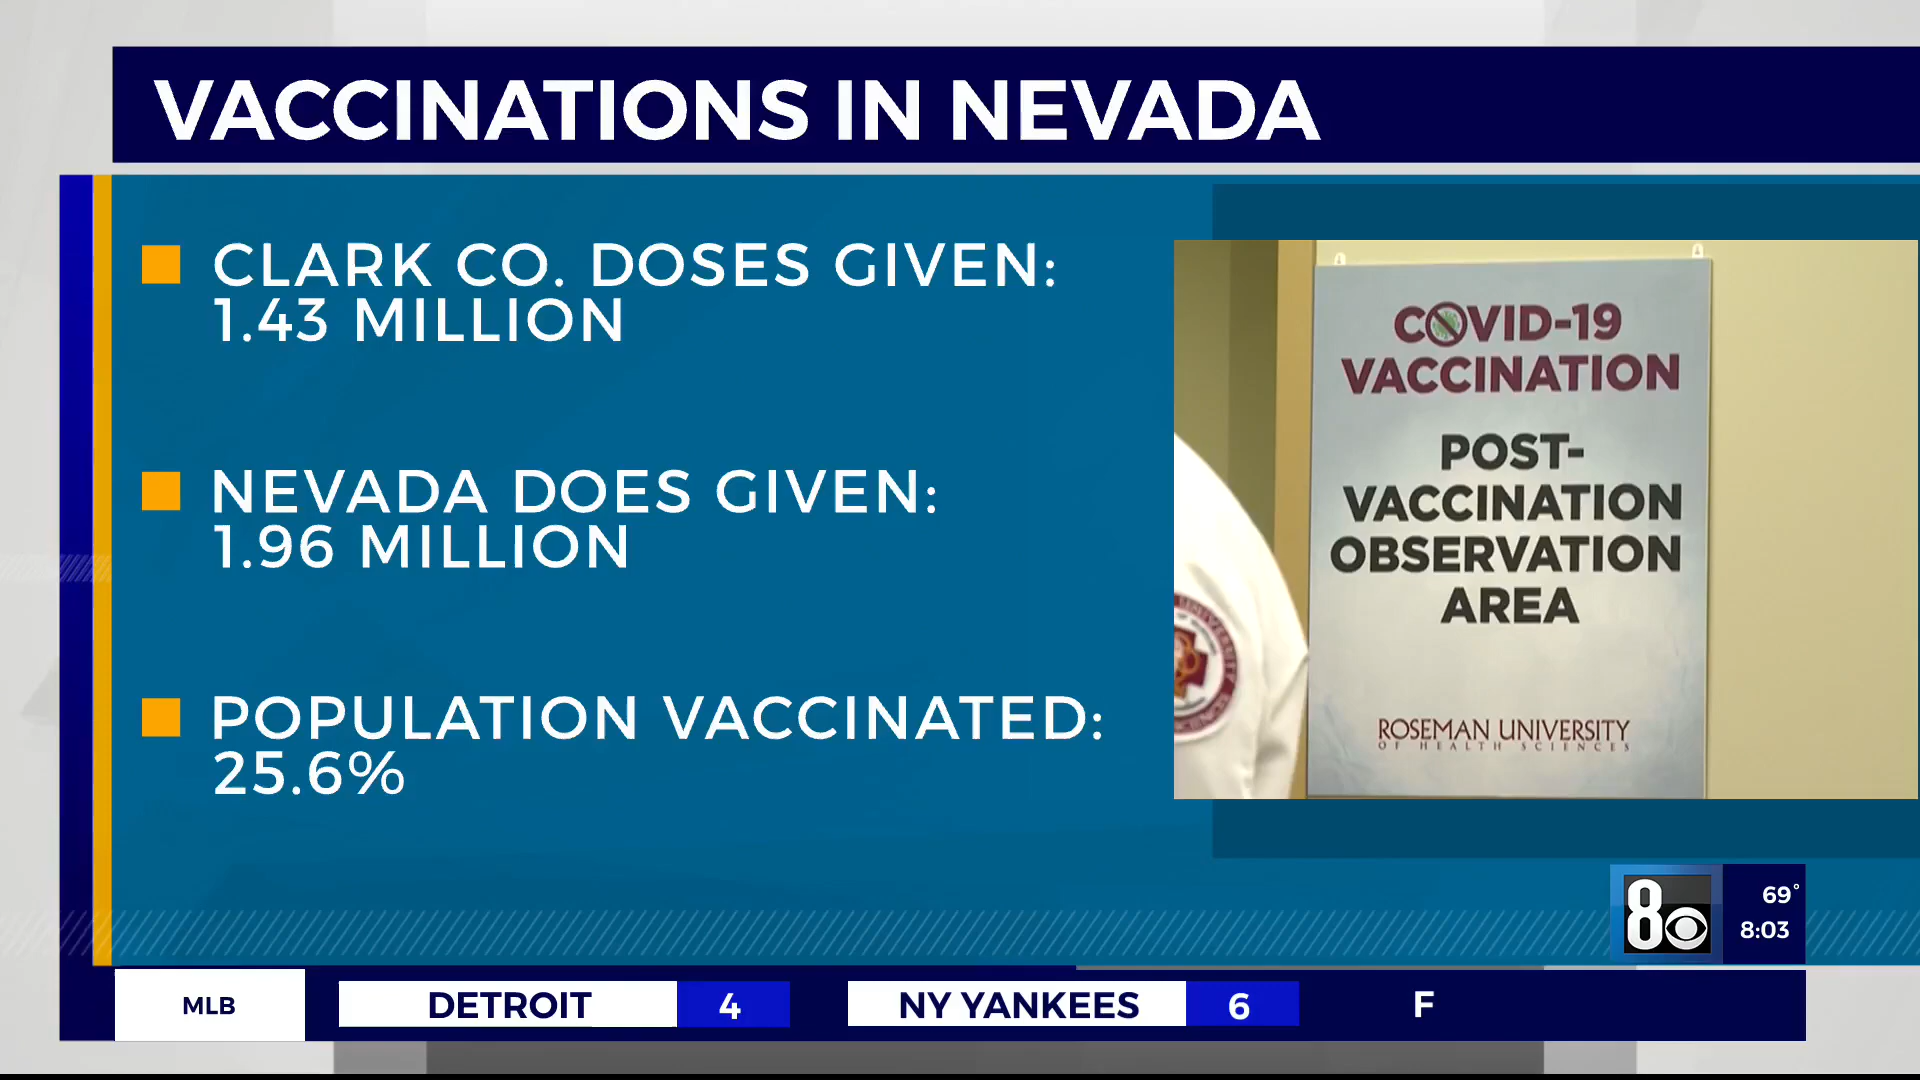 VACCINATIONS IN NEVADA
CLARK CO. DOSES GIVEN:
1.43 MILLION
NEVADA DOES GIVEN:
1.96 MILLION
POPULATION VACCINATED:
25.6%
COVID-19
VACCINATION
POST-
VACCINATION
OBSERVATION
AREA
ROSEMAN UNIVERSITY
OF HEALTH SCIENCES
8
69°
8:03
MLB DETROIT 4 NY YANKEES 6 F